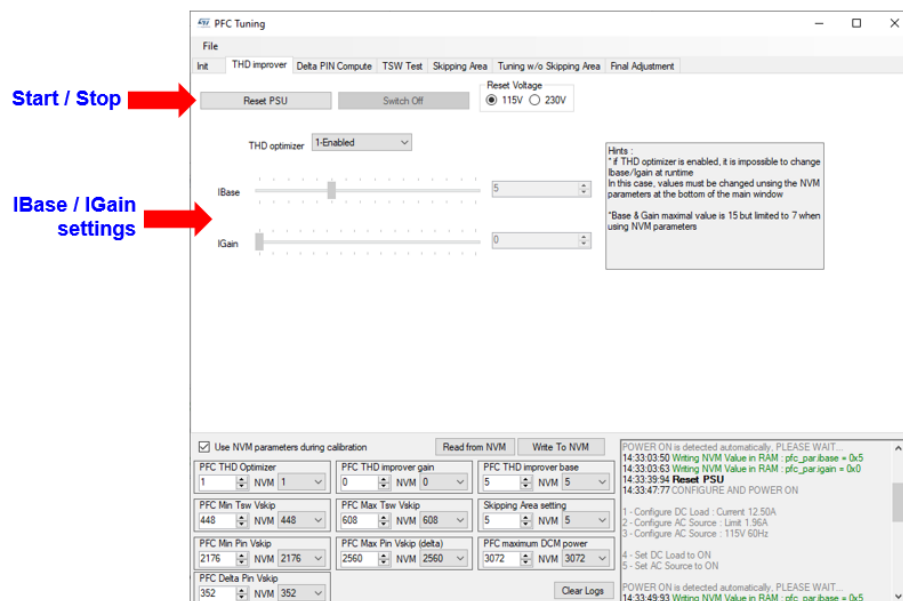 PFC Tuning
File
Init THD improver Delta PIN Compute TSW Test Skipping Area Tuning w/o Skipping Area Final Adjustment
Start / Stop
Reset PSU Switch Off
Reset Voltage
115V 230V
THD optimizer 1-Enabled
IBase 5
IBase / IGain
settings
IGain 0
Hints :
* if THD optimizer is enabled, it is impossible to change
Ibase/Igain at runtime
In this case, values must be changed unsing the NVM
parameters at the bottom of the main window
*Base & Gain maximal value is 15 but limited to 7 when
using NVM parameters
Use NVM parameters during calibration Read from NVM Write To NVM
PFC THD Optimizer PFC THD improver gain PFC THD improver base
1 NVM 1 0 NVM 0 5 NVM 5
PFC Min Tsw Vskip PFC Max Tsw Vskip Skipping Area setting
448 NVM 448 608 NVM 608 5 NVM 5
PFC Min Pin Vskip PFC Max Pin Vskip (delta) PFC maximum DCM power
2176 NVM 2176 2560 NVM 2560 3072 NVM 3072
PFC Delta Pin Vskip
352 NVM 352 Clear Logs
POWER ON is detected automatically, PLEASE WAIT...
14:33:03:50 Writing NVM Value in RAM : pfc_par.ibase = 0x5
14:33:03:63 Writing NVM Value in RAM : pfc_par.igain = 0x0
14:33:39:94 Reset PSU
14:33:47:77 CONFIGURE AND POWER ON
1 - Configure DC Load : Current 12.50A
2 - Configure AC Source : Limit 1.96A
3 - Configure AC Source : 115V 60Hz
4 - Set DC Load to ON
5 - Set AC Source to ON
POWER ON is detected automatically, PLEASE WAIT...
14:33:49:93 Writing NVM Value in RAM : pfc_par.ibase = 0x5